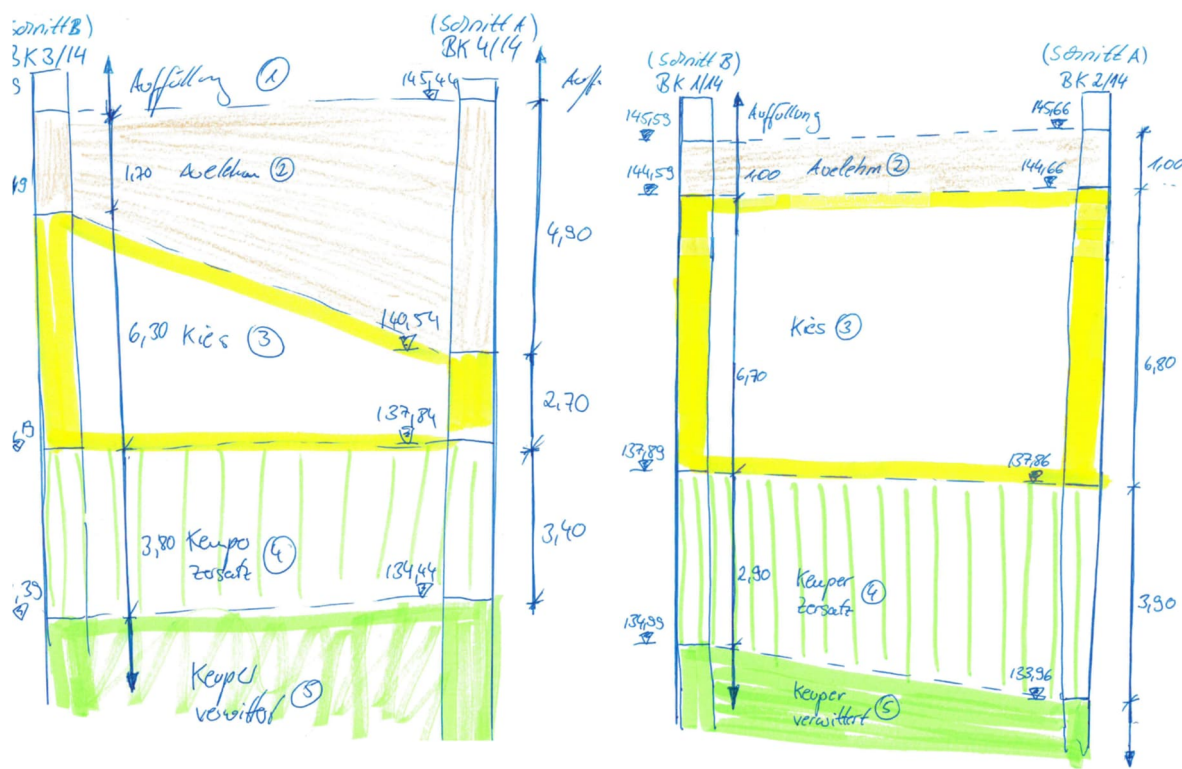 Schnitt B)
BK 3/14
(Schnitt A)
BK 4/14
Auffüllung ①
145,44
1,70 Auelehm ②
4,90
6,30 Kies ③
140,54
2,70
137,84
3,80 Keuper
zersatz ④
3,40
134,44
,39
Keuper ⑤
verwittert
(Schnitt B)
BK 1/14
(Schnitt A)
BK 2/14
145,59
Auffüllung
145,66
144,59
1,00
Auelehm ②
144,66
1,00
Kies ③
6,70
6,80
137,89
137,86
2,90
Keuper ④
zersatz
3,90
134,99
133,96
Keuper
verwittert ⑤